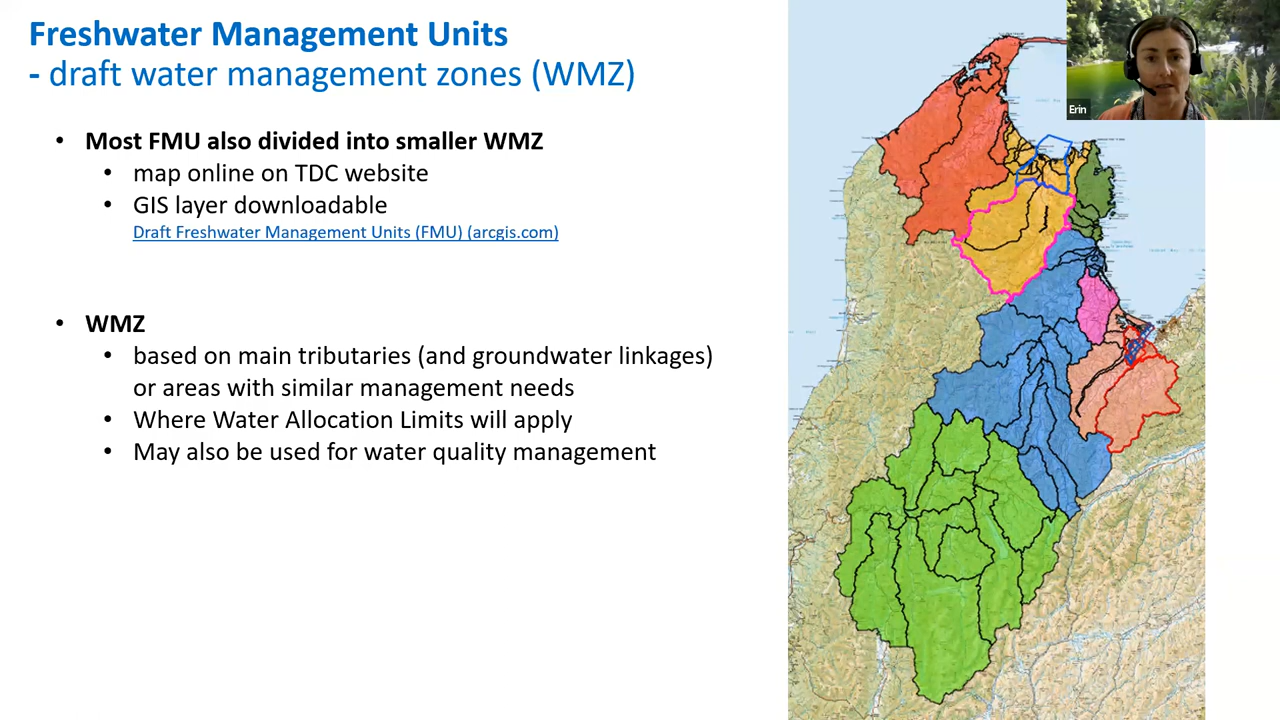 Freshwater Management Units
- draft water management zones (WMZ)
• Most FMU also divided into smaller WMZ
• map online on TDC website
• GIS layer downloadable
Draft Freshwater Management Units (FMU) (arcgis.com)
• WMZ
• based on main tributaries (and groundwater linkages)
or areas with similar management needs
• Where Water Allocation Limits will apply
• May also be used for water quality management
Erin